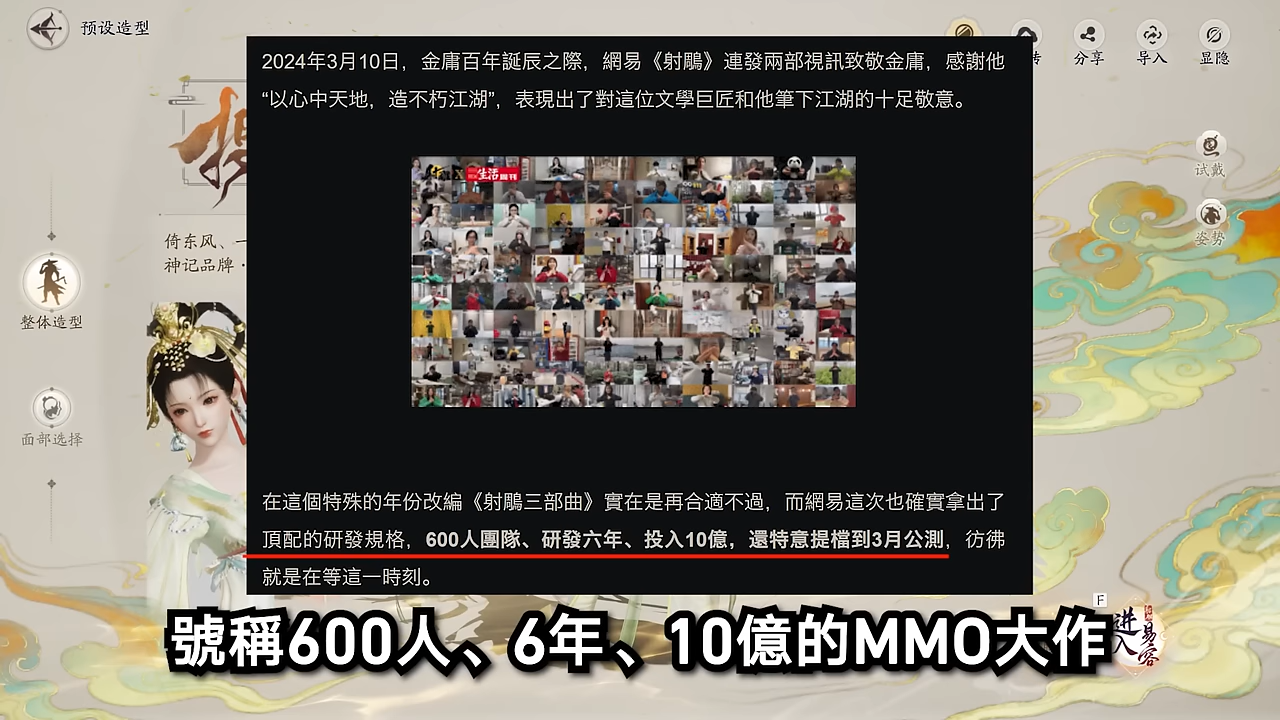 预设造型
分享
导入
显隐
2024年3月10日，金庸百年誕辰之際，網易《射鵰》連發兩部視訊致敬金庸，感謝他
“以心中天地，造不朽江湖”，表現出了對這位文學巨匠和他筆下江湖的十足敬意。
生活周刊
试戴
姿势
倚东风、一
神记品牌·
整体造型
面部选择
在這個特殊的年份改編《射鵰三部曲》實在是再合適不過，而網易這次也確實拿出了
頂配的研發規格，600人團隊、研發六年、投入10億，還特意提檔到3月公測，彷彿
就是在等這一時刻。
F
进入
易容
號稱600人、6年、10億的MMO大作